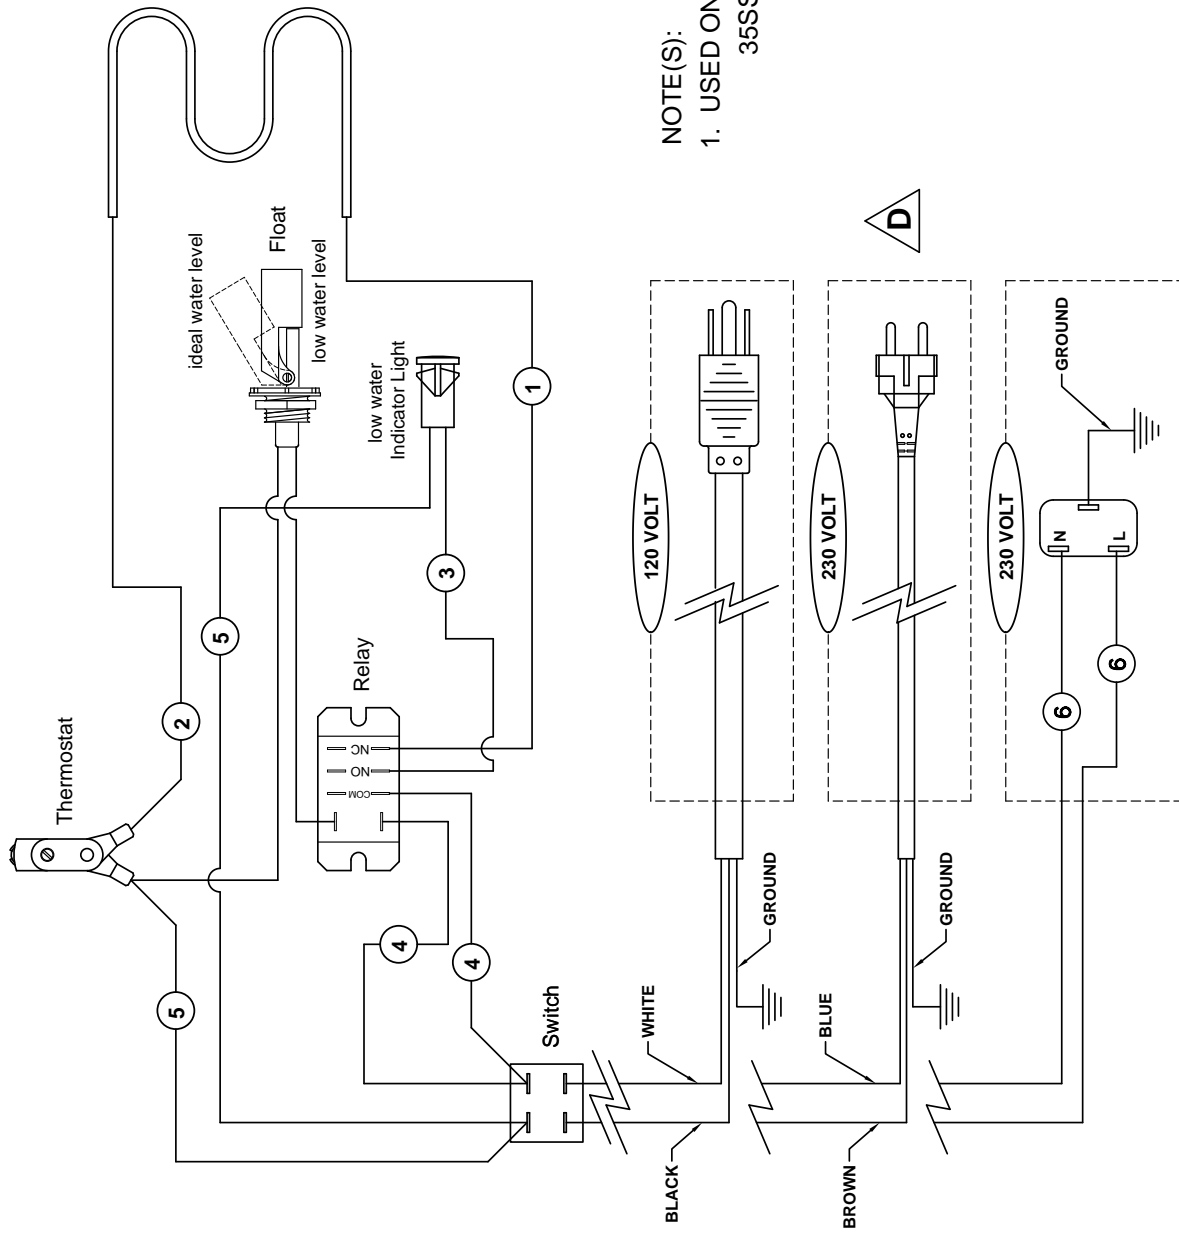 Thermostat
2
5
5
ideal water level
Float
low water level
low water
Indicator Light
3
1
Relay
NC
NO
COM
4
4
Switch
NOTE(S):
1. USED ON
35SS
120 VOLT
WHITE
BLACK
GROUND
D
230 VOLT
BLUE
BROWN
GROUND
230 VOLT
N
L
6
6
GROUND